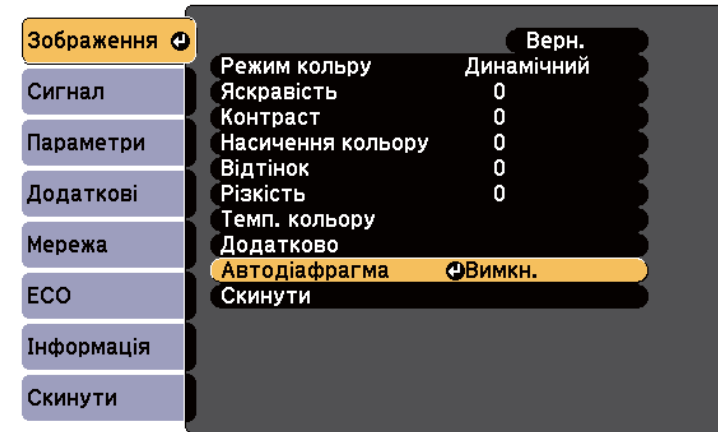 Зображення
Сигнал
Параметри
Додаткові
Мережа
ECO
Інформація
Скинути
Верн.
Режим кольру Динамічний
Яскравість 0
Контраст 0
Насичення кольору 0
Відтінок 0
Різкість 0
Темп. кольору
Додатково
Автодіафрагма Вимкн.
Скинути